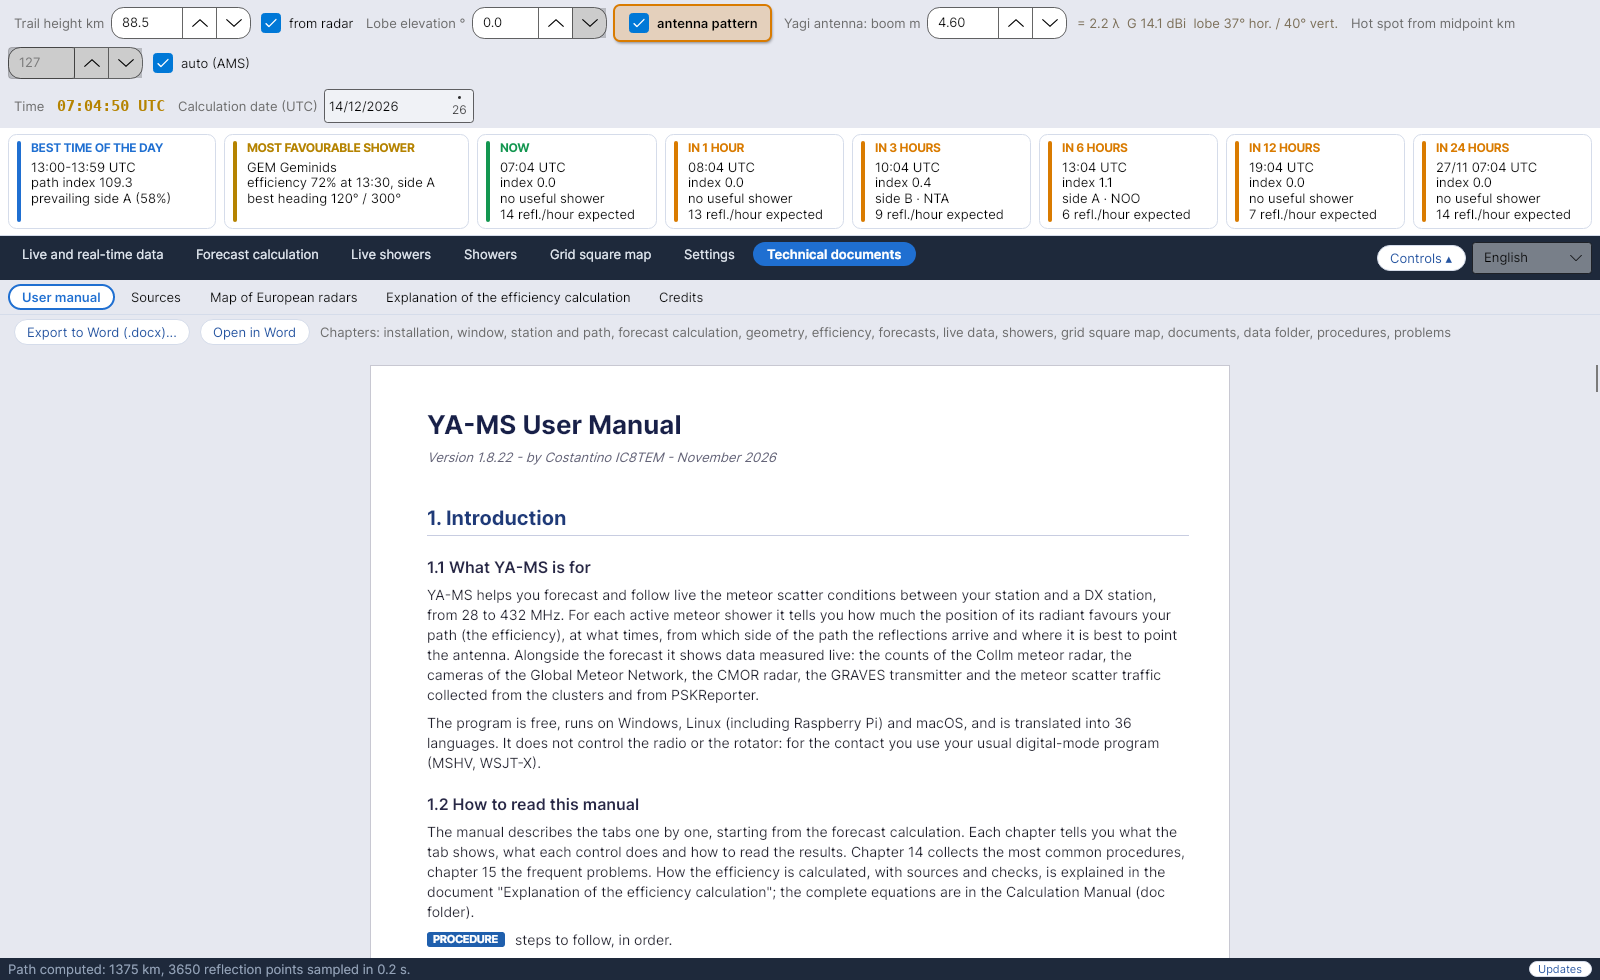 Trail height km 88.5 from radar Lobe elevation ° 0.0 antenna pattern Yagi antenna: boom m 4.60 = 2.2 λ G 14.1 dBi lobe 37° hor. / 40° vert. Hot spot from midpoint km
127 auto (AMS)
Time 07:04:50 UTC Calculation date (UTC) 14/12/2026 26
BEST TIME OF THE DAY
13:00-13:59 UTC
path index 109.3
prevailing side A (58%)
MOST FAVOURABLE SHOWER
GEM Geminids
efficiency 72% at 13:30, side A
best heading 120° / 300°
NOW
07:04 UTC
index 0.0
no useful shower
14 refl./hour expected
IN 1 HOUR
08:04 UTC
index 0.0
no useful shower
13 refl./hour expected
IN 3 HOURS
10:04 UTC
index 0.4
side B · NTA
9 refl./hour expected
IN 6 HOURS
13:04 UTC
index 1.1
side A · NOO
6 refl./hour expected
IN 12 HOURS
19:04 UTC
index 0.0
no useful shower
7 refl./hour expected
IN 24 HOURS
27/11 07:04 UTC
index 0.0
no useful shower
14 refl./hour expected
Live and real-time data Forecast calculation Live showers Showers Grid square map Settings Technical documents Controls ▴ English
User manual Sources Map of European radars Explanation of the efficiency calculation Credits
Export to Word (.docx)... Open in Word Chapters: installation, window, station and path, forecast calculation, geometry, efficiency, forecasts, live data, showers, grid square map, documents, data folder, procedures, problems
YA-MS User Manual
Version 1.8.22 - by Costantino IC8TEM - November 2026
1. Introduction
1.1 What YA-MS is for
YA-MS helps you forecast and follow live the meteor scatter conditions between your station and a DX station,
from 28 to 432 MHz. For each active meteor shower it tells you how much the position of its radiant favours your
path (the efficiency), at what times, from which side of the path the reflections arrive and where it is best to point
the antenna. Alongside the forecast it shows data measured live: the counts of the Collm meteor radar, the
cameras of the Global Meteor Network, the CMOR radar, the GRAVES transmitter and the meteor scatter traffic
collected from the clusters and from PSKReporter.
The program is free, runs on Windows, Linux (including Raspberry Pi) and macOS, and is translated into 36
languages. It does not control the radio or the rotator: for the contact you use your usual digital-mode program
(MSHV, WSJT-X).
1.2 How to read this manual
The manual describes the tabs one by one, starting from the forecast calculation. Each chapter tells you what the
tab shows, what each control does and how to read the results. Chapter 14 collects the most common procedures,
chapter 15 the frequent problems. How the efficiency is calculated, with sources and checks, is explained in the
document "Explanation of the efficiency calculation"; the complete equations are in the Calculation Manual (doc
folder).
PROCEDURE steps to follow, in order.
Path computed: 1375 km, 3650 reflection points sampled in 0.2 s. Updates